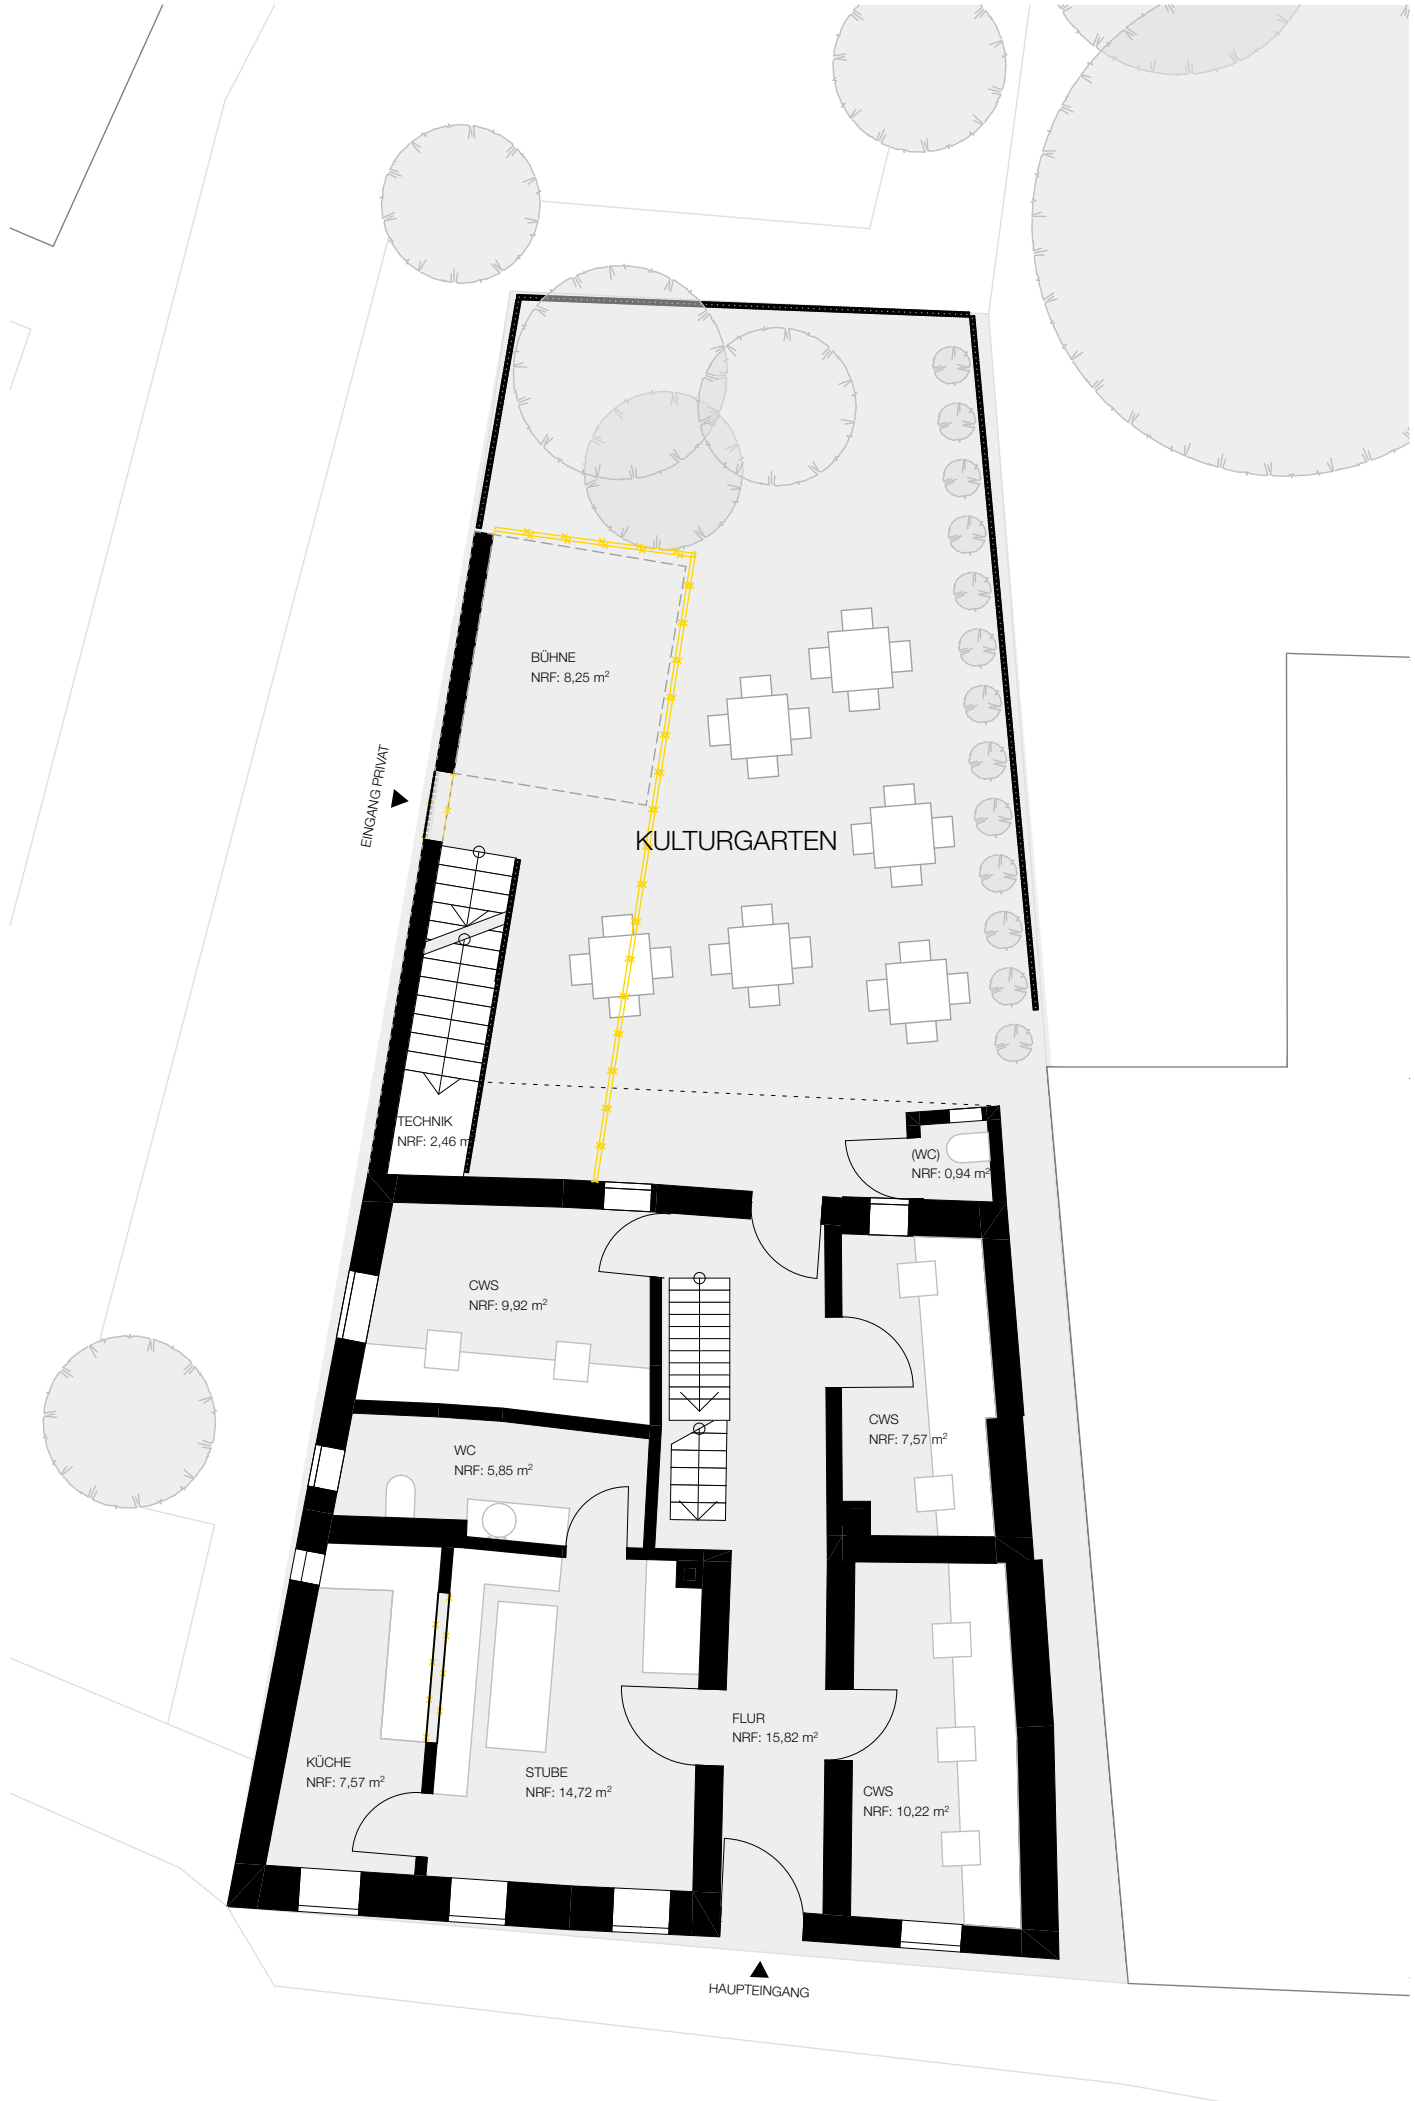 BÜHNE
NRF: 8,25 m²
EINGANG PRIVAT
KULTURGARTEN
TECHNIK
NRF: 2,46 m
(WC)
NRF: 0,94 m²
CWS
NRF: 9,92 m²
CWS
NRF: 7,57 m²
WC
NRF: 5,85 m²
FLUR
NRF: 15,82 m²
KÜCHE
NRF: 7,57 m²
STUBE
NRF: 14,72 m²
CWS
NRF: 10,22 m²
HAUPTEINGANG